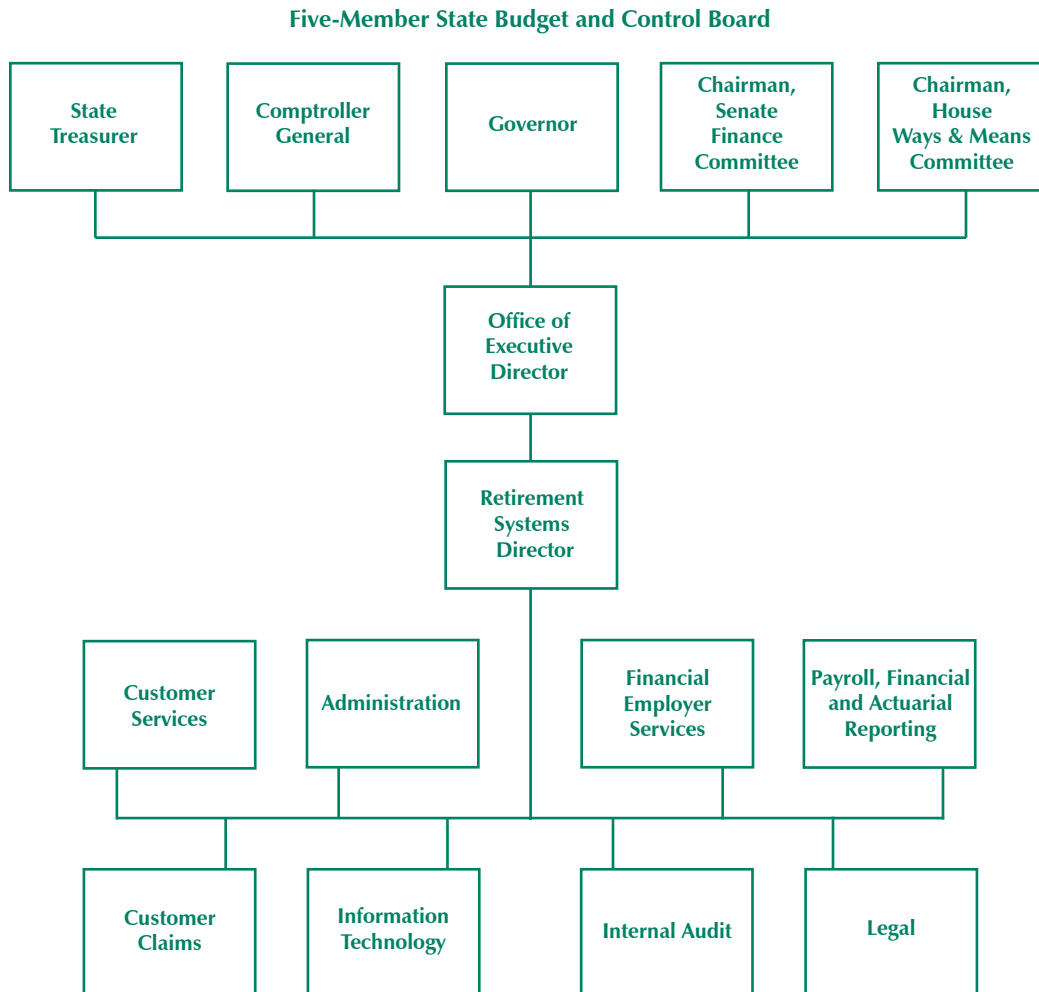 Five-Member State Budget and Control Board
State
Treasurer
Comptroller
General
Governor
Chairman,
Senate
Finance
Committee
Chairman,
House
Ways & Means
Committee
Office of
Executive
Director
Retirement
Systems
Director
Customer
Services
Administration
Financial
Employer
Services
Payroll, Financial
and Actuarial
Reporting
Customer
Claims
Information
Technology
Internal Audit
Legal